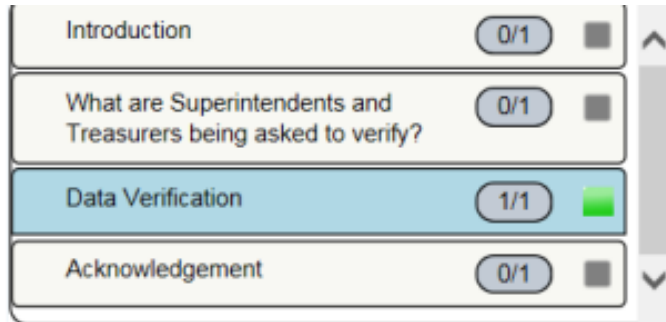 Introduction 0/1
What are Superintendents and
Treasurers being asked to verify? 0/1
Data Verification 1/1
Acknowledgement 0/1